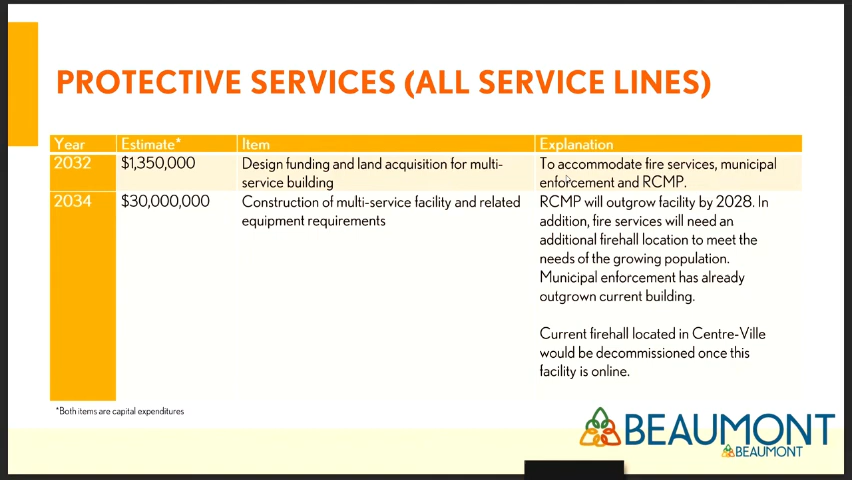 PROTECTIVE SERVICES (ALL SERVICE LINES)
Year Estimate* Item Explanation
2032 $1,350,000 Design funding and land acquisition for multi-
service building
To accommodate fire services, municipal
enforcement and RCMP.
2034 $30,000,000 Construction of multi-service facility and related
equipment requirements
RCMP will outgrow facility by 2028. In
addition, fire services will need an
additional firehall location to meet the
needs of the growing population.
Municipal enforcement has already
outgrown current building.
Current firehall located in Centre-Ville
would be decommissioned once this
facility is online.
*Both items are capital expenditures
BEAUMONT
BEAUMONT